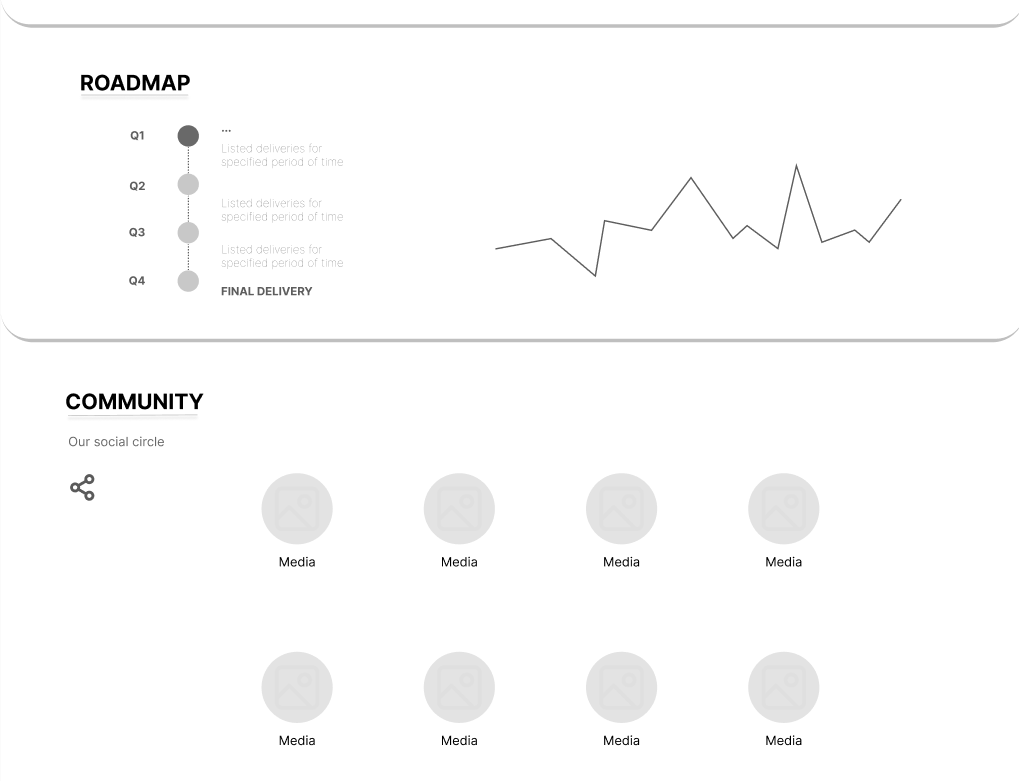 ROADMAP
Q1
...
Listed deliveries for
specified period of time
Q2
Listed deliveries for
specified period of time
Q3
Listed deliveries for
specified period of time
Q4
FINAL DELIVERY
COMMUNITY
Our social circle
Media
Media
Media
Media
Media
Media
Media
Media